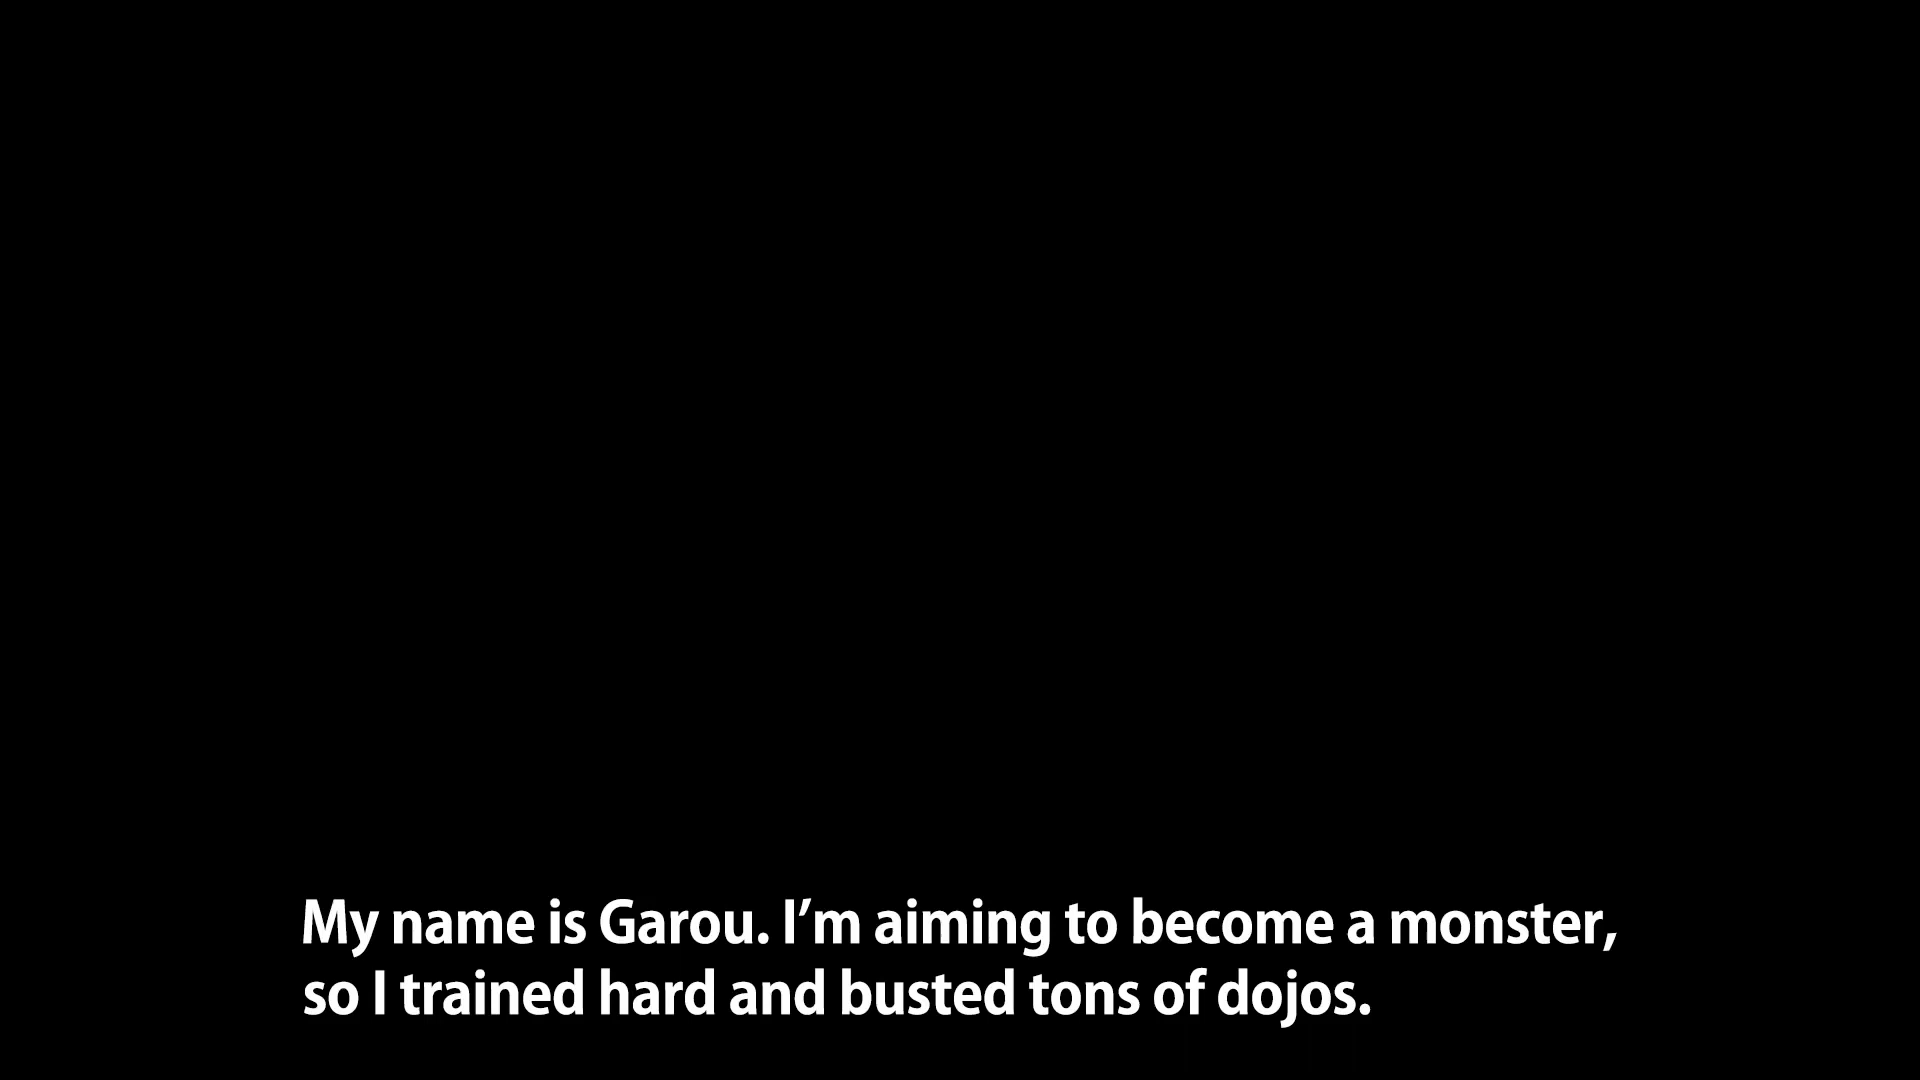 My name is Garou. I’m aiming to become a monster,
so I trained hard and busted tons of dojos.